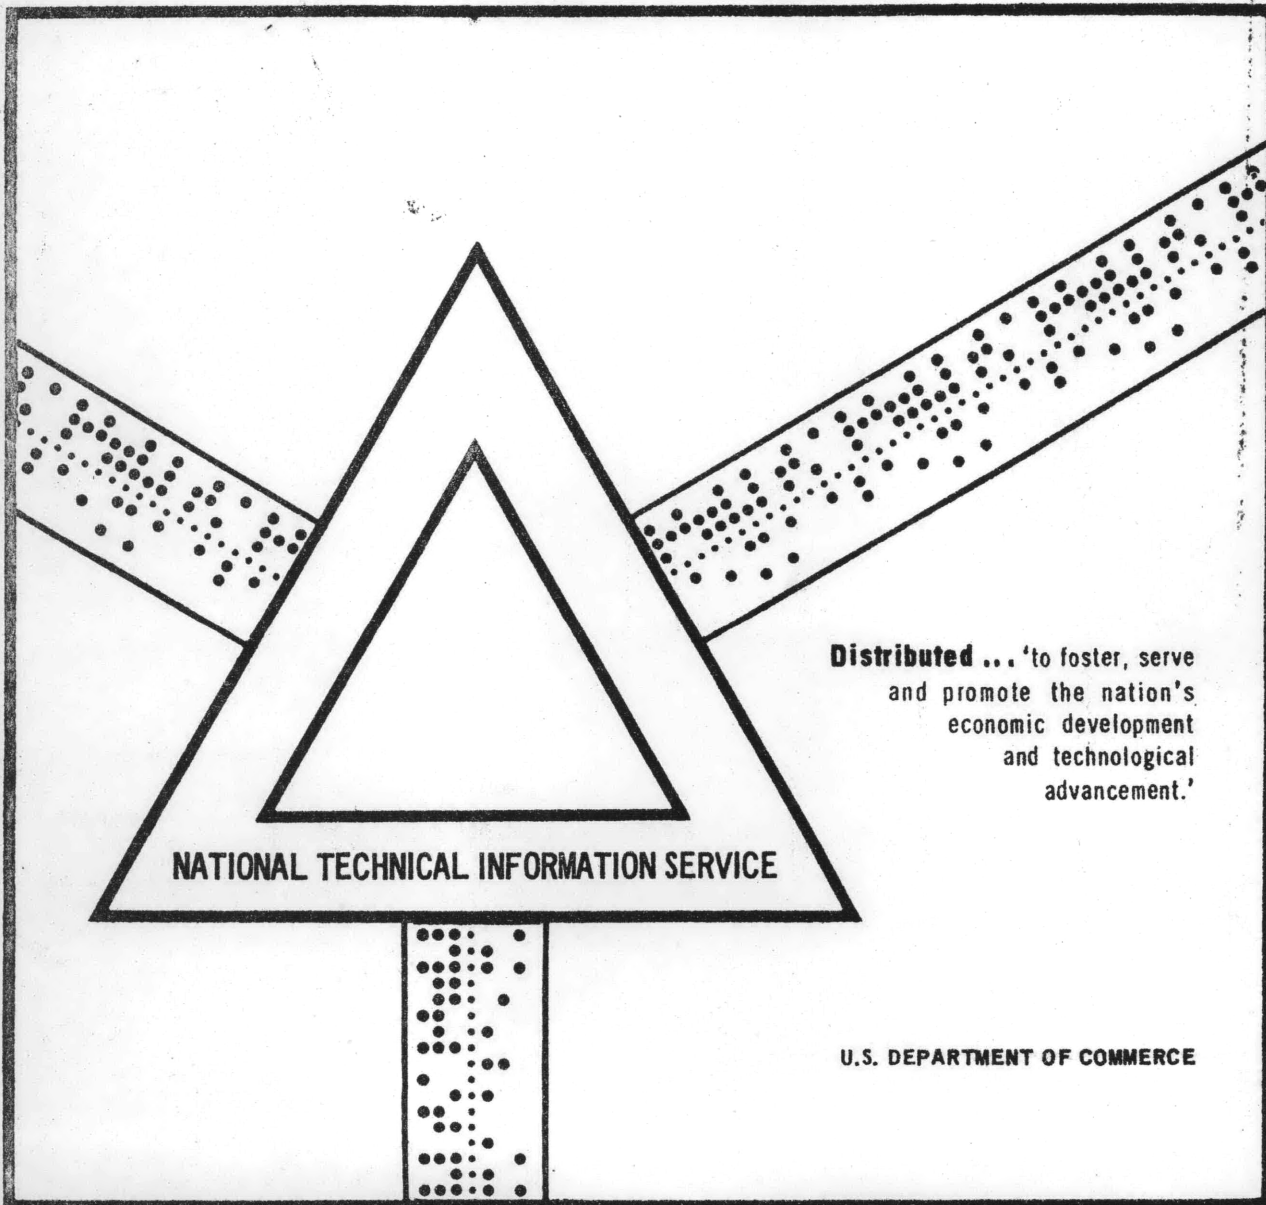 Distributed ... 'to foster, serve
and promote the nation's
economic development
and technological
advancement.'
NATIONAL TECHNICAL INFORMATION SERVICE
U.S. DEPARTMENT OF COMMERCE